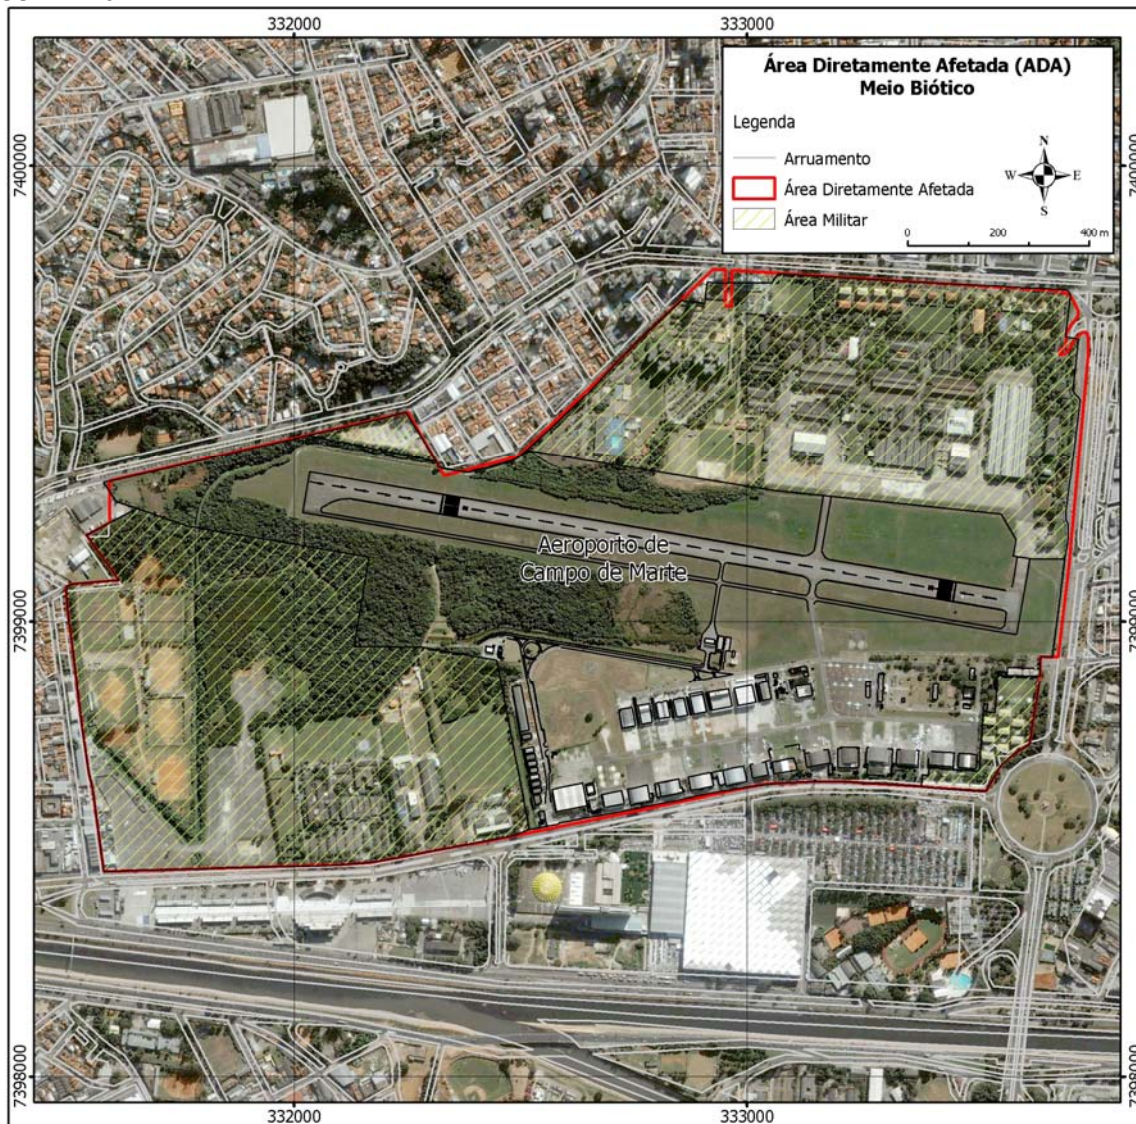 332000
333000
Área Diretamente Afetada (ADA)
Meio Biótico
Legenda
Arruamento
Área Diretamente Afetada
Área Militar
N
W
E
S
0
200
400 m
7400000
7400000
Aeroporto de
Campo de Marte
7399000
7399000
7398000
7398000
332000
333000